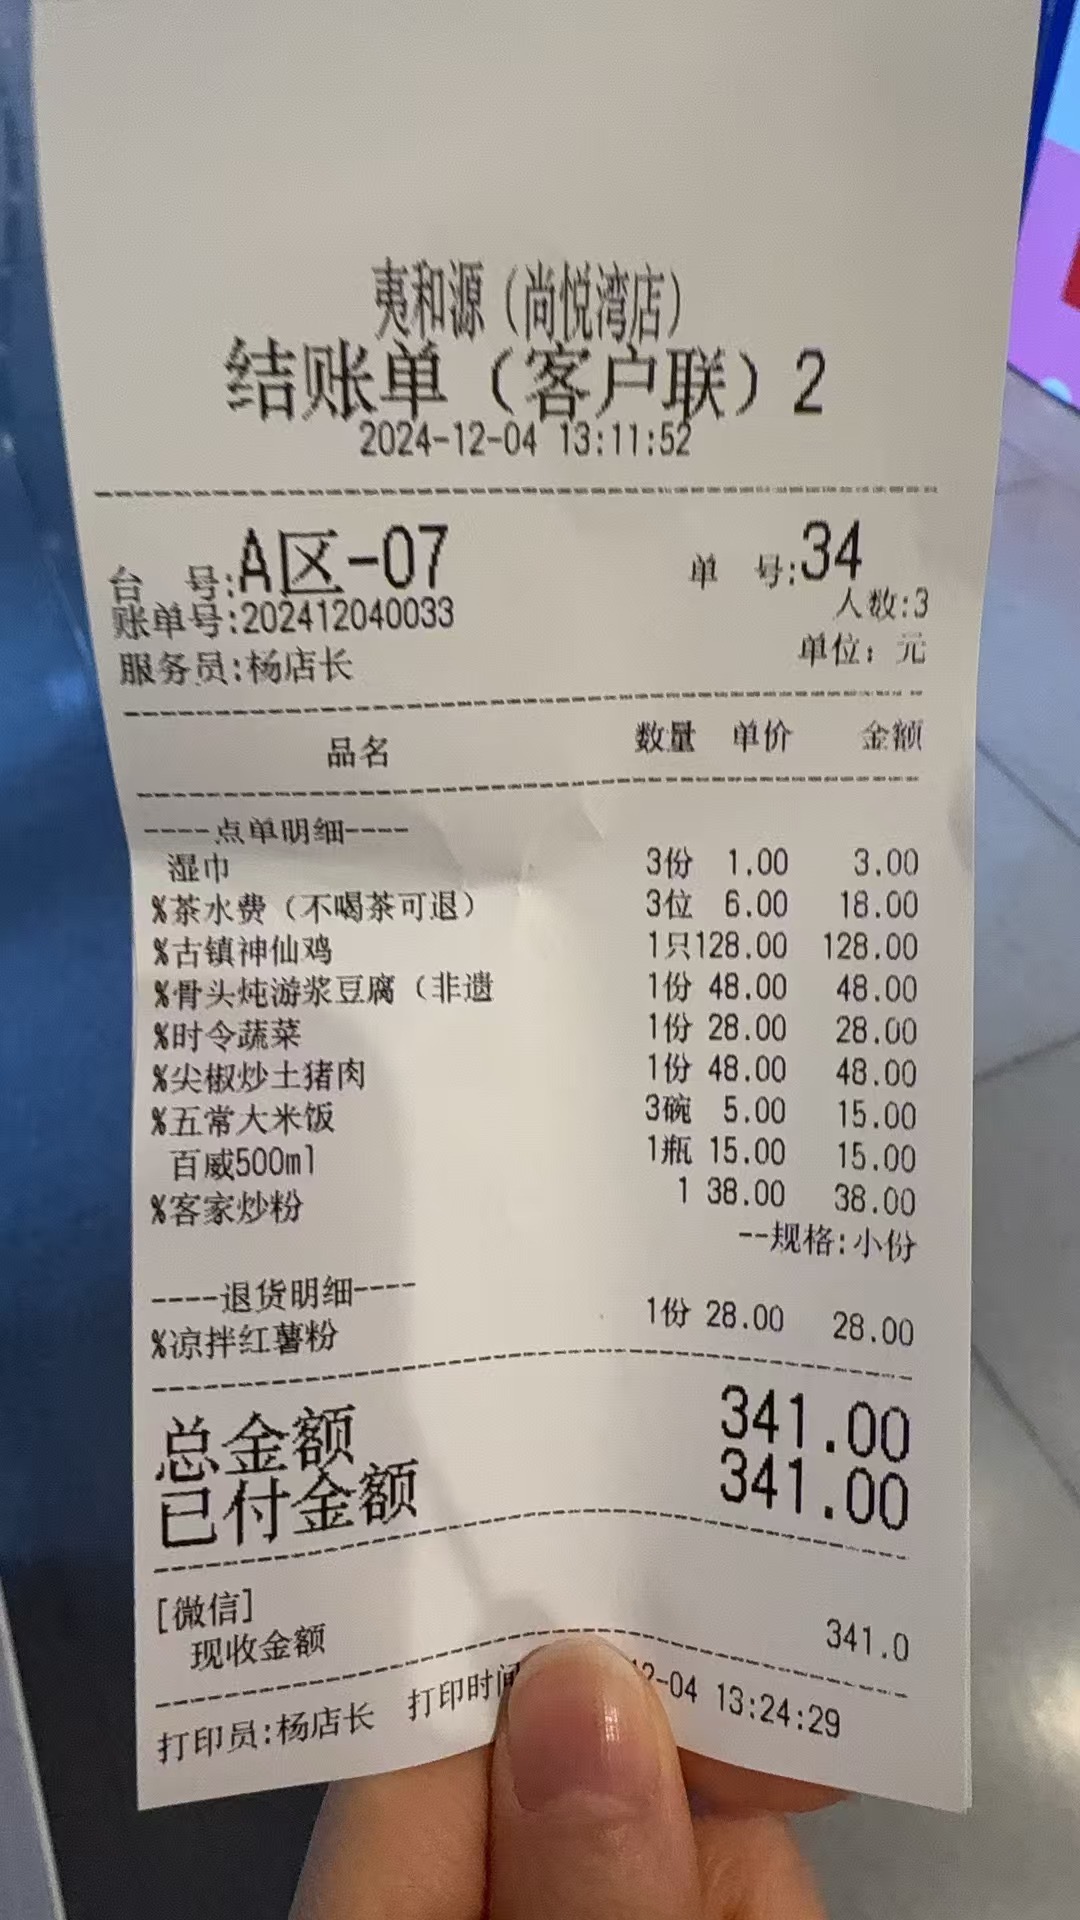 夷和源（尚悦湾店）
结账单（客户联）2
2024-12-04 13:11:52
台 号:A区-07 单 号:34
人数:3
账单号:202412040033
服务员:杨店长 单位：元
品名 数量 单价 金额
----点单明细----
湿巾 3份 1.00 3.00
%茶水费（不喝茶可退） 3位 6.00 18.00
%古镇神仙鸡 1只128.00 128.00
%骨头炖游浆豆腐（非遗 1份 48.00 48.00
%时令蔬菜 1份 28.00 28.00
%尖椒炒土猪肉 1份 48.00 48.00
%五常大米饭 3碗 5.00 15.00
百威500ml 1瓶 15.00 15.00
%客家炒粉 1 38.00 38.00
--规格:小份
----退货明细----
%凉拌红薯粉 1份 28.00 28.00
总金额 341.00
已付金额 341.00
[微信]
现收金额 341.0
打印员:杨店长 打印时间 2-04 13:24:29